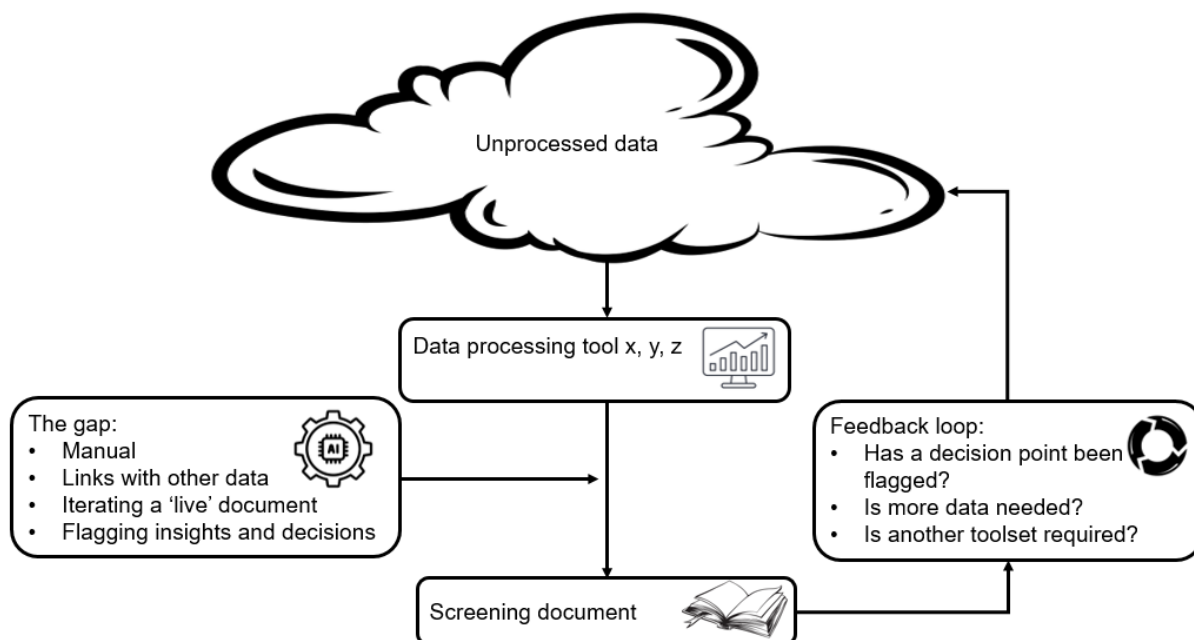 Unprocessed data
Data processing tool x, y, z
The gap:
• Manual
• Links with other data
• Iterating a ‘live’ document
• Flagging insights and decisions
AI
Feedback loop:
• Has a decision point been
flagged?
• Is more data needed?
• Is another toolset required?
Screening document